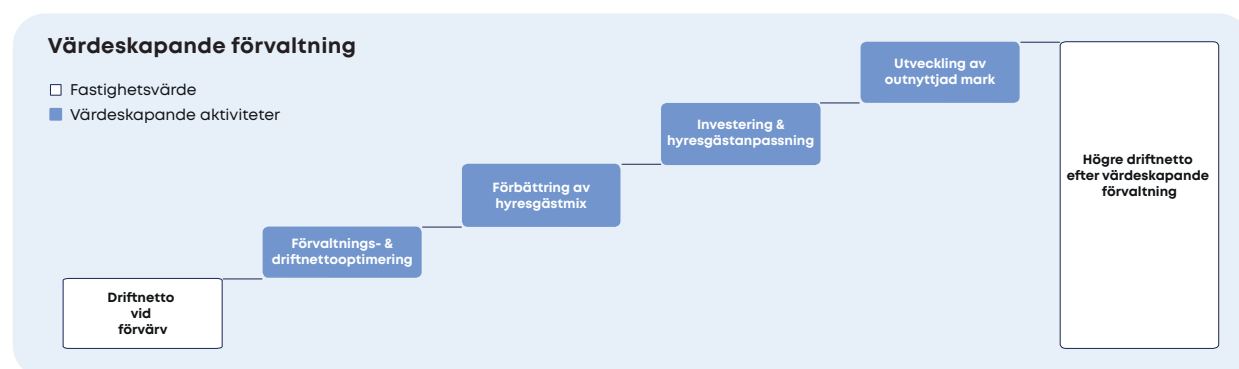 Värdeskapande förvaltning
Fastighetsvärde
Värdeskapande aktiviteter
Driftnetto
vid
förvärv
Förvaltnings- &
driftnettooptimering
Förbättring av
hyresgästmix
Investering &
hyresgästanpassning
Utveckling av
outnyttjad mark
Högre driftnetto
efter värdeskapande
förvaltning